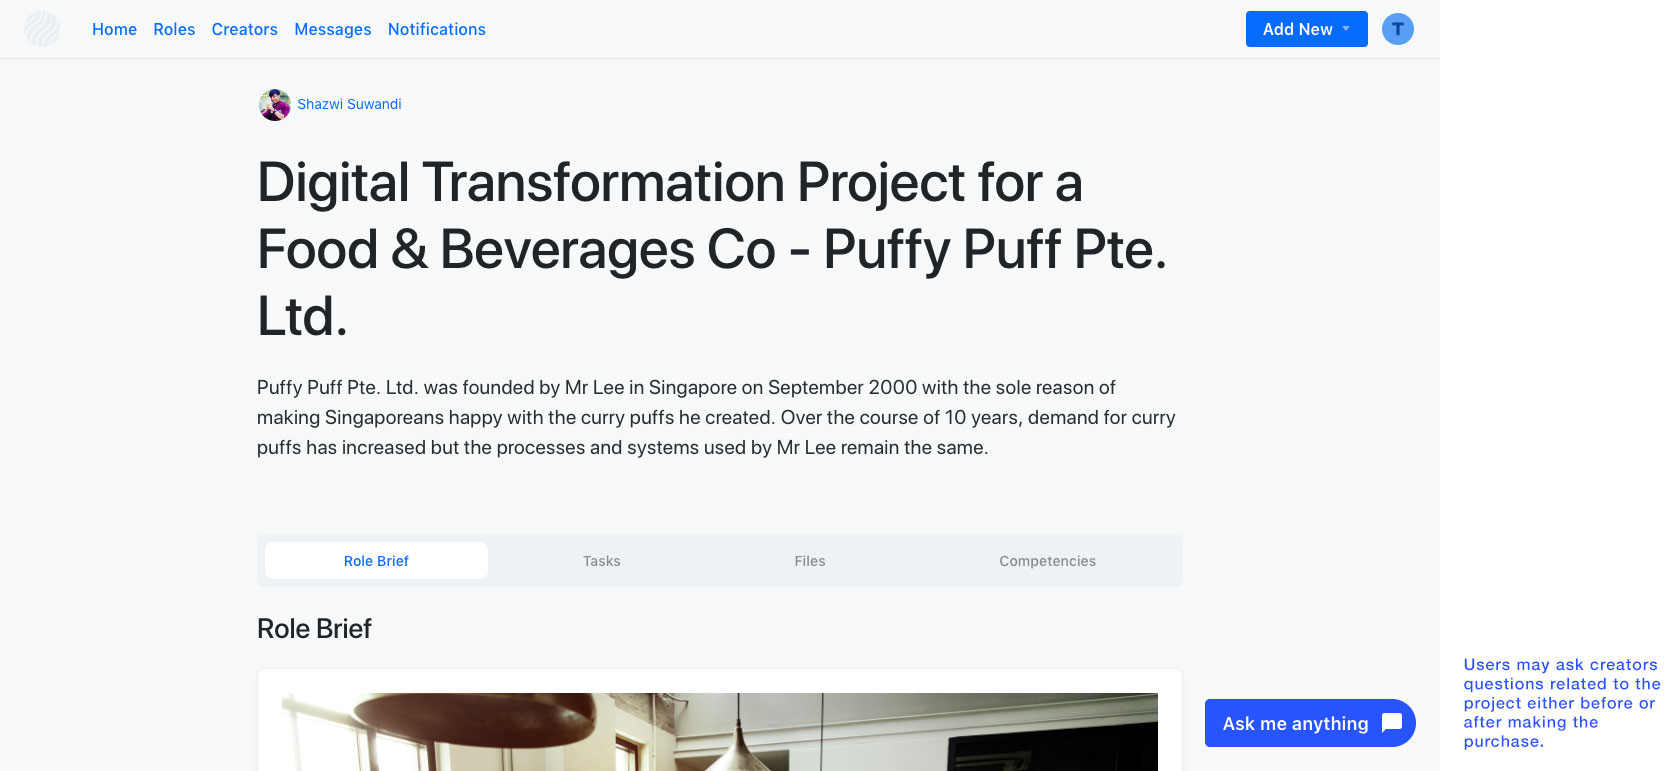 Home Roles Creators Messages Notifications Add New T
Shazwi Suwandi
Digital Transformation Project for a
Food & Beverages Co - Puffy Puff Pte.
Ltd.
Puffy Puff Pte. Ltd. was founded by Mr Lee in Singapore on September 2000 with the sole reason of
making Singaporeans happy with the curry puffs he created. Over the course of 10 years, demand for curry
puffs has increased but the processes and systems used by Mr Lee remain the same.
Role Brief Tasks Files Competencies
Role Brief
Ask me anything
Users may ask creators
questions related to the
project either before or
after making the
purchase.